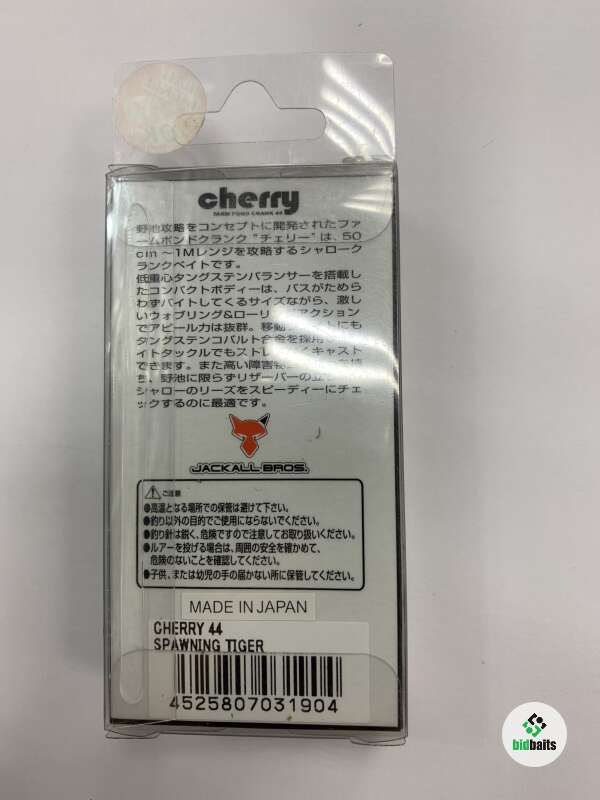 cherry
FARM POND CRANK 44
野池攻略をコンセプトに開発されたファ
ームポンドクランク"チェリー"は、50
cm～1Mレンジを攻略するシャローク
ランクベイトです。
低重心タングステンバランサーを搭載し
たコンパクトボディーは、バスがためら
わずバイトしてくるサイズながら、激し
いウォブリング&ローリ アクション
でアピール力は抜群。移動 にも
タングステンコバルト合金を採用
イトタックルでもスト イキャスト
できます。また高い障害物
ち、野池に限らずリザーバーの立
シャローのリーズをスピーディーにチェ
ックするのに最適です。
JACKALL BROS.
ご注意
●高温となる場所での保管は避けて下さい。
●釣り以外の目的でご使用にならないでください。
●釣り針は鋭く、危険ですので注意してお取り扱いください。
●ルアーを投げる場合は、周囲の安全を確かめて、
危険のないことを確認してください。
●子供、または幼児の手の届かない所に保管してください。
MADE IN JAPAN
CHERRY 44
SPAWNING TIGER
4525807031904
bidbaits